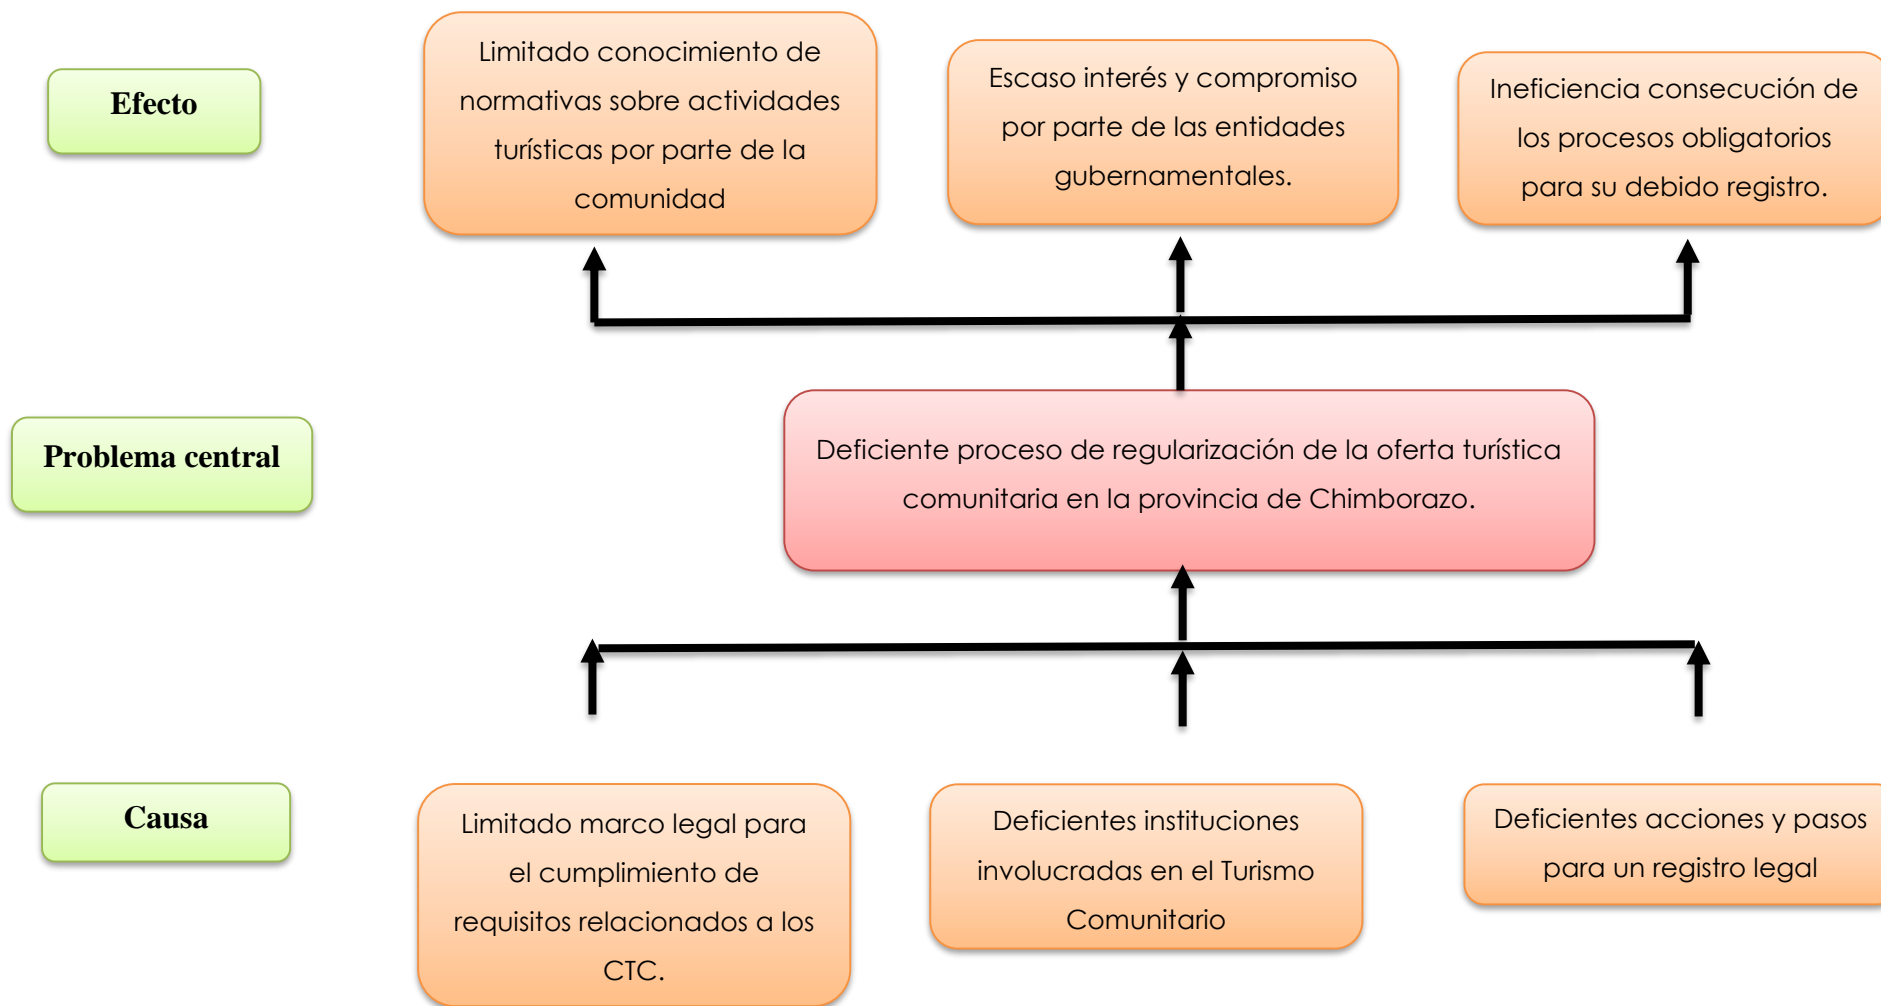 Efecto
Limitado conocimiento de
normativas sobre actividades
turísticas por parte de la
comunidad
Escaso interés y compromiso
por parte de las entidades
gubernamentales.
Ineficiencia consecución de
los procesos obligatorios
para su debido registro.
Problema central
Deficiente proceso de regularización de la oferta turística
comunitaria en la provincia de Chimborazo.
Causa
Limitado marco legal para
el cumplimiento de
requisitos relacionados a los
CTC.
Deficientes instituciones
involucradas en el Turismo
Comunitario
Deficientes acciones y pasos
para un registro legal